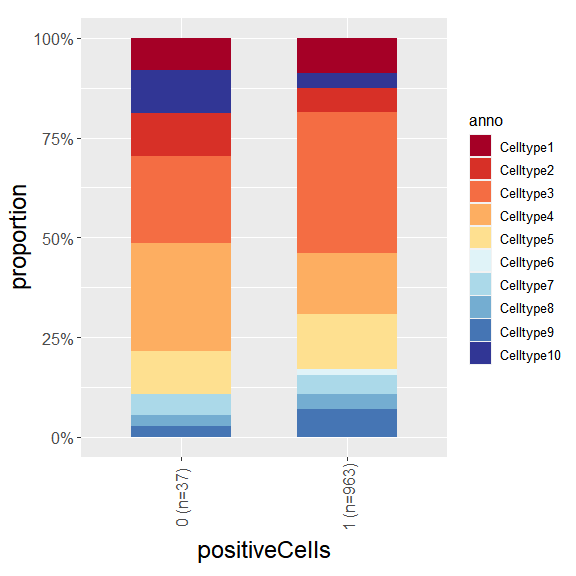 100%
75%
50%
25%
0%
proportion
0 (n=37)
1 (n=963)
positiveCells
anno
Celltype1
Celltype2
Celltype3
Celltype4
Celltype5
Celltype6
Celltype7
Celltype8
Celltype9
Celltype10